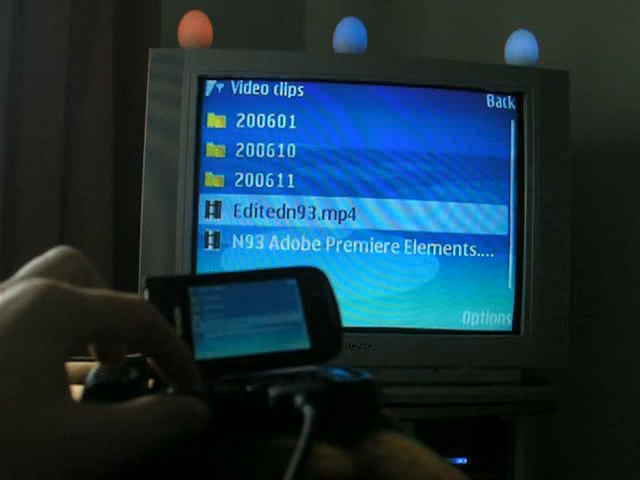 Video clips
Back
200601
200610
200611
Editedn93.mp4
N93 Adobe Premiere Elements....
Options